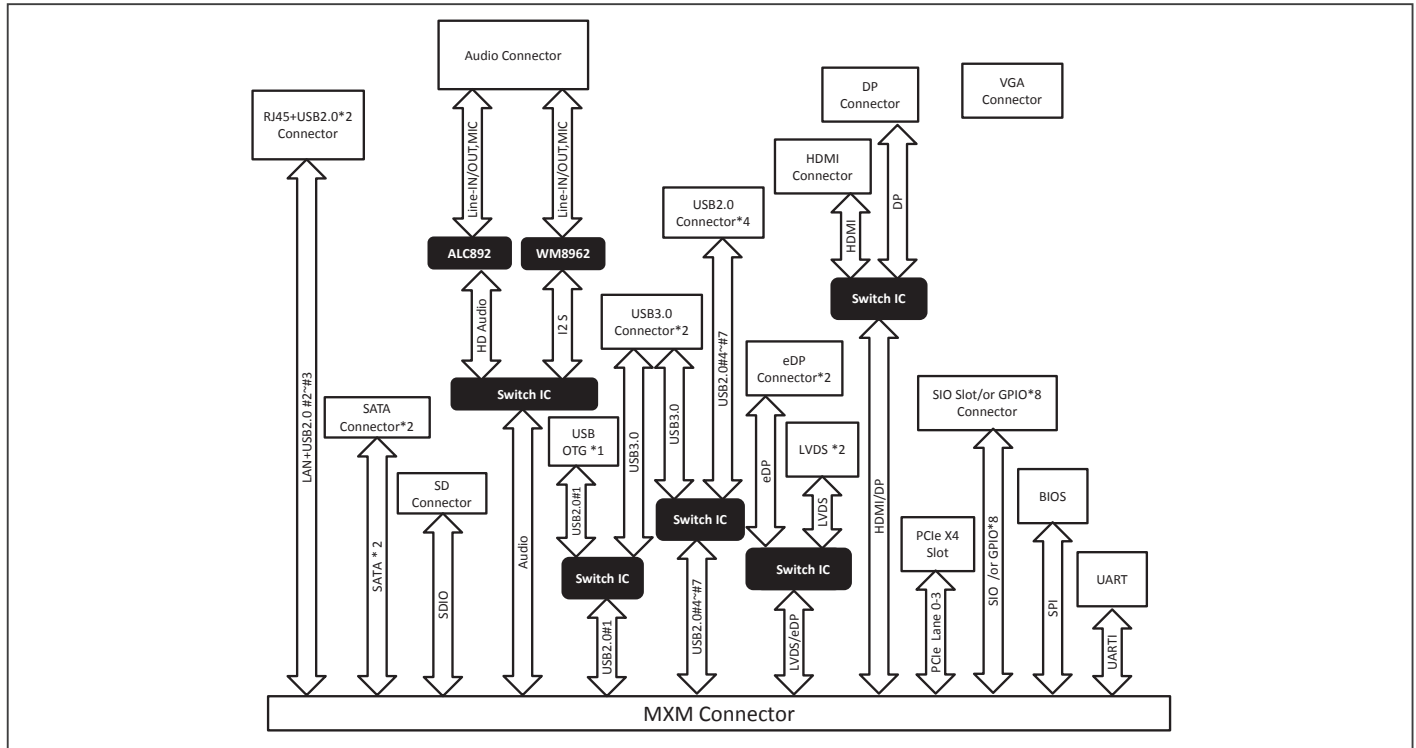 Audio Connector
DP
Connector
VGA
Connector
RJ45+USB2.0*2
Connector
Line-IN/OUT,MIC
Line-IN/OUT,MIC
HDMI
Connector
DP
USB2.0
Connector*4
HDMI
ALC892
WM8962
Switch IC
HD Audio
I2 S
USB3.0
Connector*2
USB2.0#4~#7
eDP
Connector*2
LAN+USB2.0 #2~#3
Switch IC
SIO Slot/or GPIO*8
Connector
SATA
Connector*2
USB
OTG *1
USB3.0
USB3.0
LVDS *2
eDP
HDMI/DP
SD
Connector
USB2.0#1
LVDS
BIOS
Switch IC
SATA * 2
Audio
PCIe X4
Slot
SIO /or GPIO*8
Switch IC
Switch IC
SDIO
UART
SPI
USB2.0#1
USB2.0#4~#7
LVDS/eDP
PCIe Lane 0-3
UARTI
MXM Connector